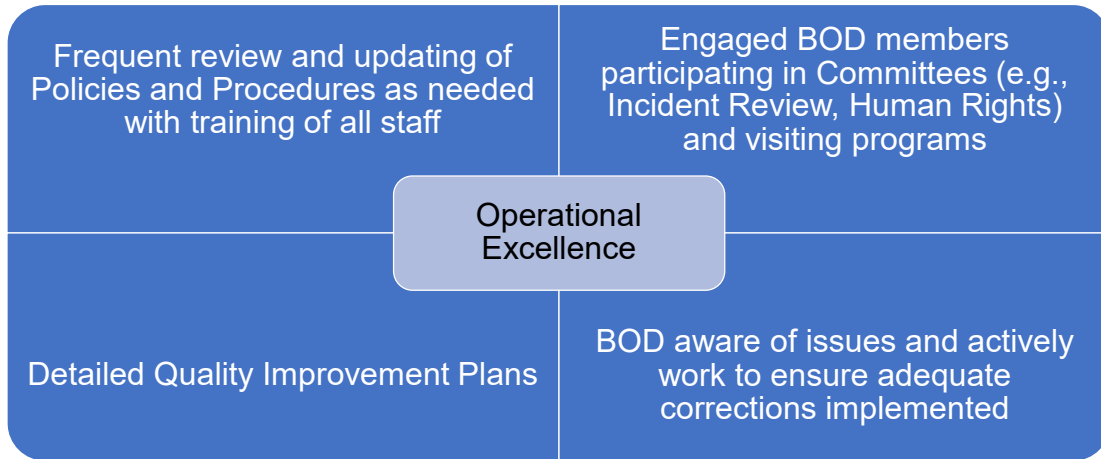 Frequent review and updating of
Policies and Procedures as needed
with training of all staff
Engaged BOD members
participating in Committees (e.g.,
Incident Review, Human Rights)
and visiting programs
Operational
Excellence
Detailed Quality Improvement Plans
BOD aware of issues and actively
work to ensure adequate
corrections implemented